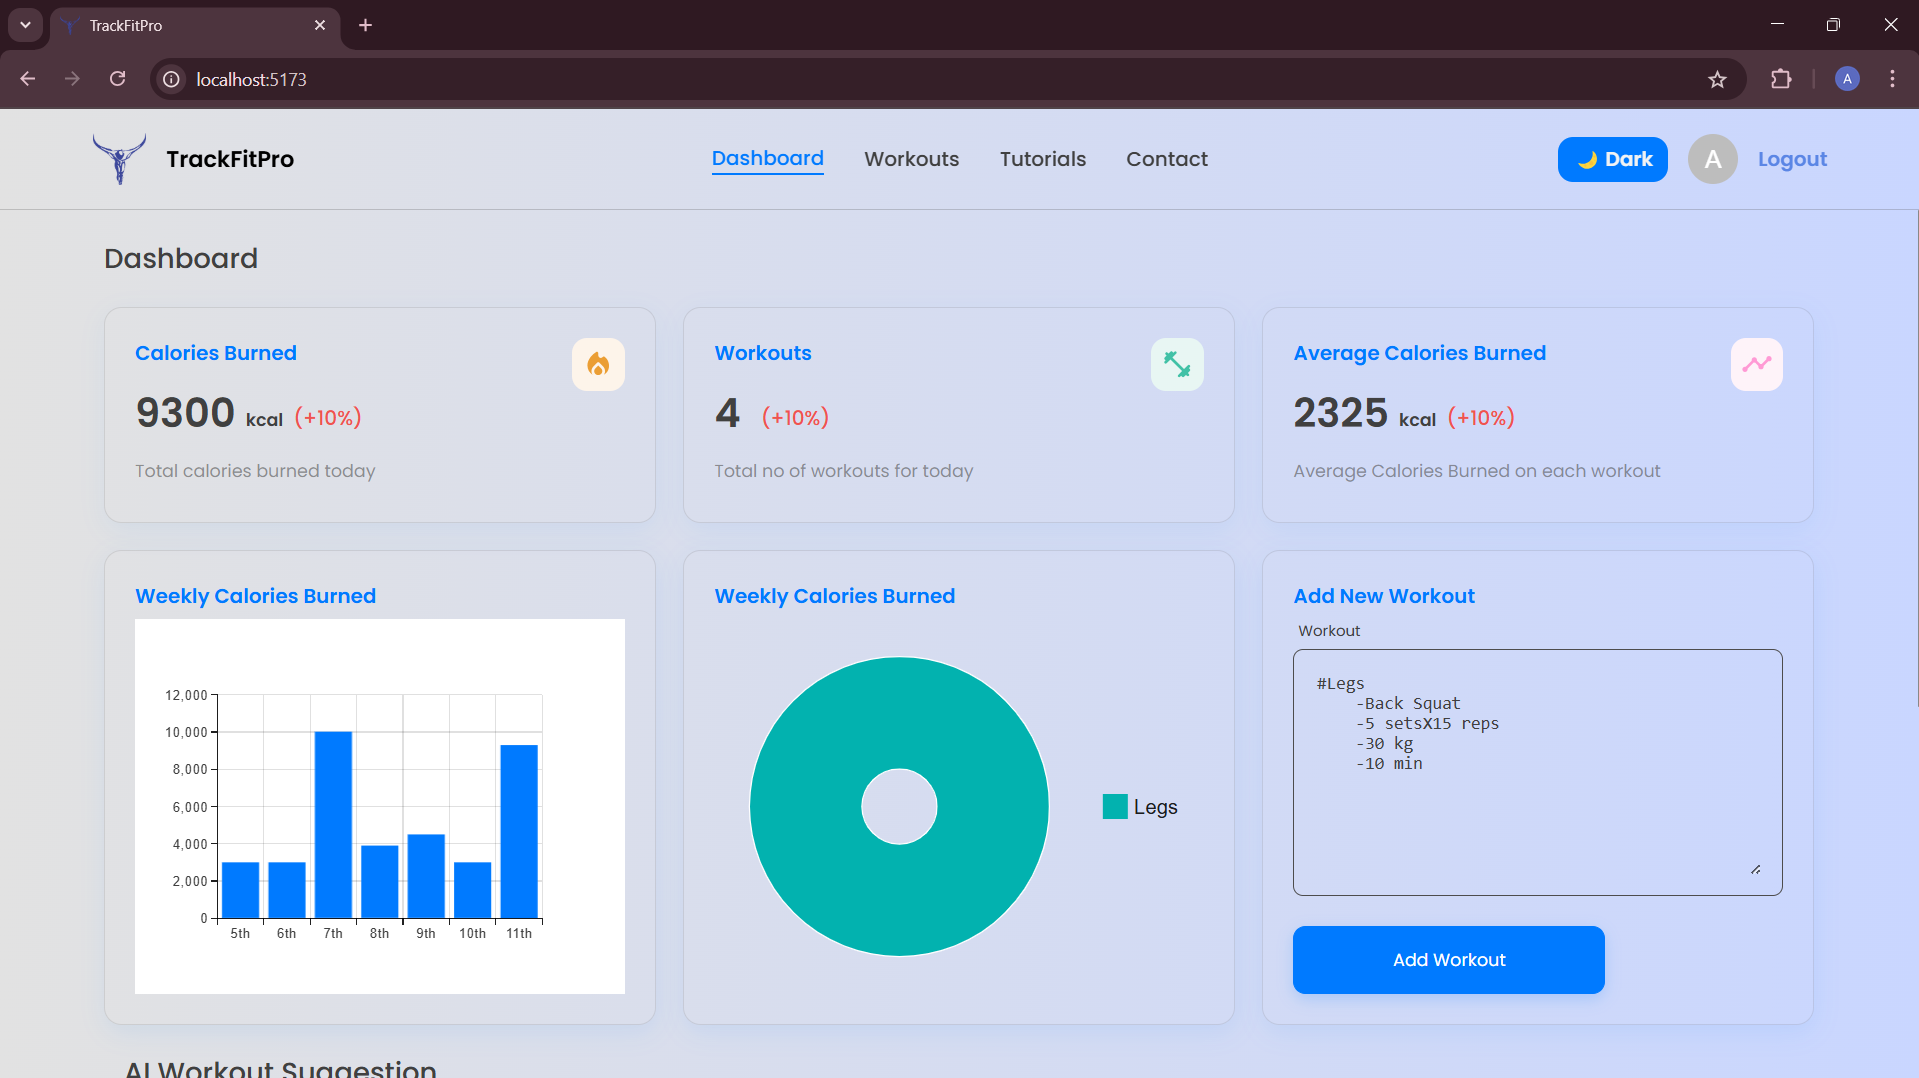 TrackFitPro
localhost:5173
A
TrackFitPro
Dashboard
Workouts
Tutorials
Contact
🌙 Dark
A
Logout
Dashboard
Calories Burned
9300 kcal (+10%)
Total calories burned today
Workouts
4 (+10%)
Total no of workouts for today
Average Calories Burned
2325 kcal (+10%)
Average Calories Burned on each workout
Weekly Calories Burned
12,000
10,000
8,000
6,000
4,000
2,000
0
5th 6th 7th 8th 9th 10th 11th
Weekly Calories Burned
Legs
Add New Workout
Workout
#Legs
-Back Squat
-5 setsX15 reps
-30 kg
-10 min
Add Workout
AI Workout Suggestion